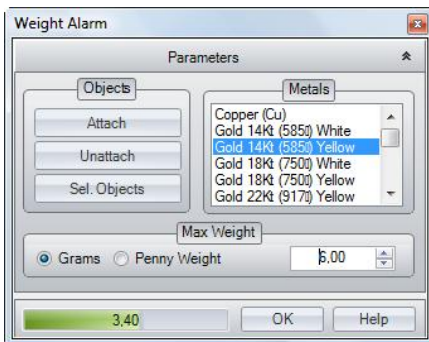 Weight Alarm
Parameters
Objects
Attach
Unattach
Sel. Objects
Metals
Copper (Cu)
Gold 14Kt (585▯) White
Gold 14Kt (585▯) Yellow
Gold 18Kt (750▯) White
Gold 18Kt (750▯) Yellow
Gold 22Kt (917▯) Yellow
Max Weight
Grams Penny Weight 6,00
3,40 OK Help